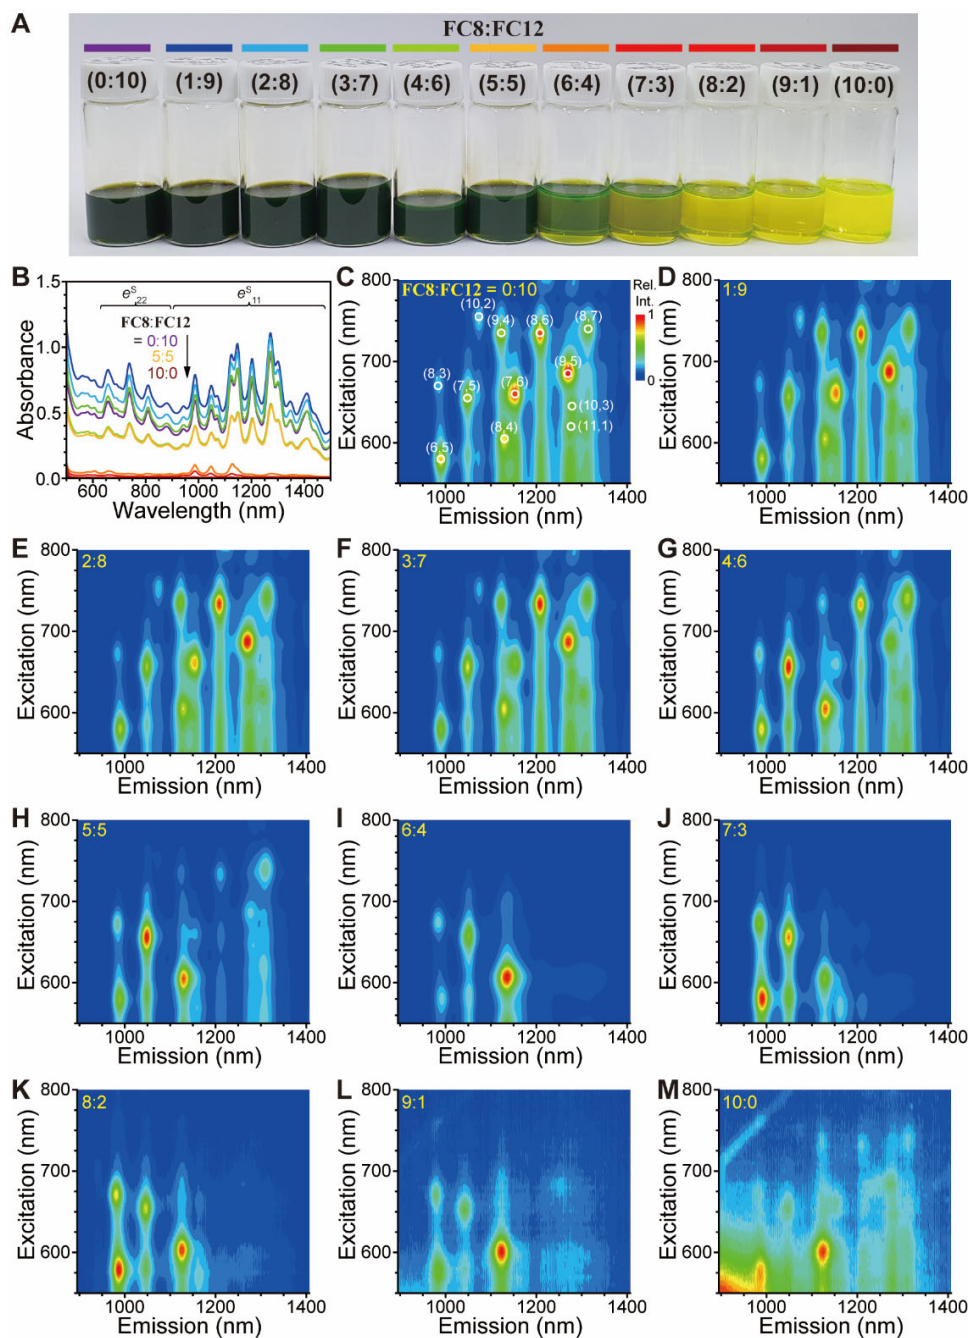 A
FC8:FC12
(0:10) (1:9) (2:8) (3:7) (4:6) (5:5) (6:4) (7:3) (8:2) (9:1) (10:0)
B
1.5
1.0
0.5
0.0
Absorbance
e^S_22
e^S_11
FC8:FC12
= 0:10
5:5
10:0
600 800 1000 1200 1400
Wavelength (nm)
C
800
700
600
Excitation (nm)
FC8:FC12 = 0:10
Rel.
Int.
1
0
(10,2)
(9,4) (8,6) (8,7)
(8,3) (7,5) (7,6) (9,5)
(10,3)
(11,1)
(8,4)
(6,5)
1000 1200 1400
Emission (nm)
D
800
700
600
Excitation (nm)
1:9
1000 1200 1400
Emission (nm)
E
800
700
600
Excitation (nm)
2:8
1000 1200 1400
Emission (nm)
F
800
700
600
Excitation (nm)
3:7
1000 1200 1400
Emission (nm)
G
800
700
600
Excitation (nm)
4:6
1000 1200 1400
Emission (nm)
H
800
700
600
Excitation (nm)
5:5
1000 1200 1400
Emission (nm)
I
800
700
600
Excitation (nm)
6:4
1000 1200 1400
Emission (nm)
J
800
700
600
Excitation (nm)
7:3
1000 1200 1400
Emission (nm)
K
800
700
600
Excitation (nm)
8:2
1000 1200 1400
Emission (nm)
L
800
700
600
Excitation (nm)
9:1
1000 1200 1400
Emission (nm)
M
800
700
600
Excitation (nm)
10:0
1000 1200 1400
Emission (nm)